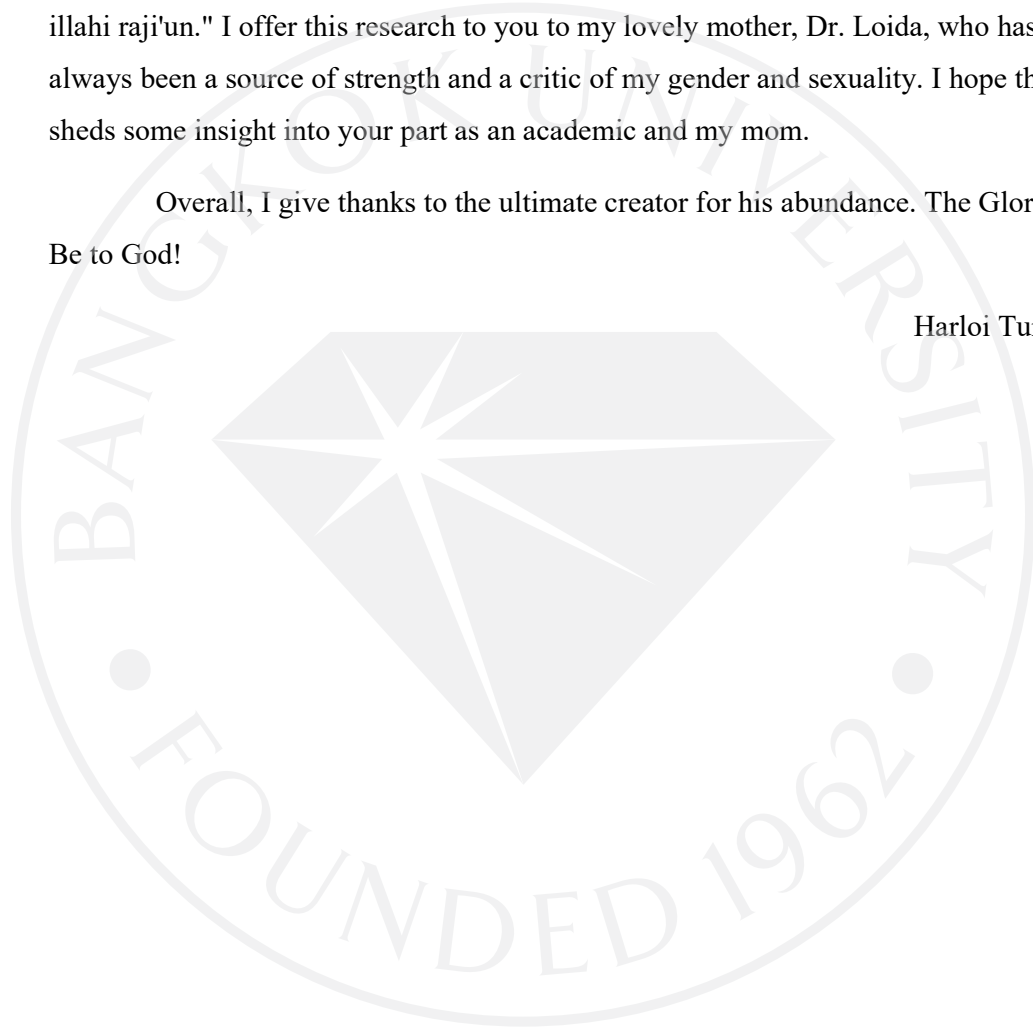 illahi raji'un." I offer this research to you to my lovely mother, Dr. Loida, who has
always been a source of strength and a critic of my gender and sexuality. I hope
sheds some insight into your part as an academic and my mom.
Overall, I give thanks to the ultimate creator for his abundance. The
Be to God!
Harloi
BANGKOK UNIVERSITY
• FOUNDED 1962 •